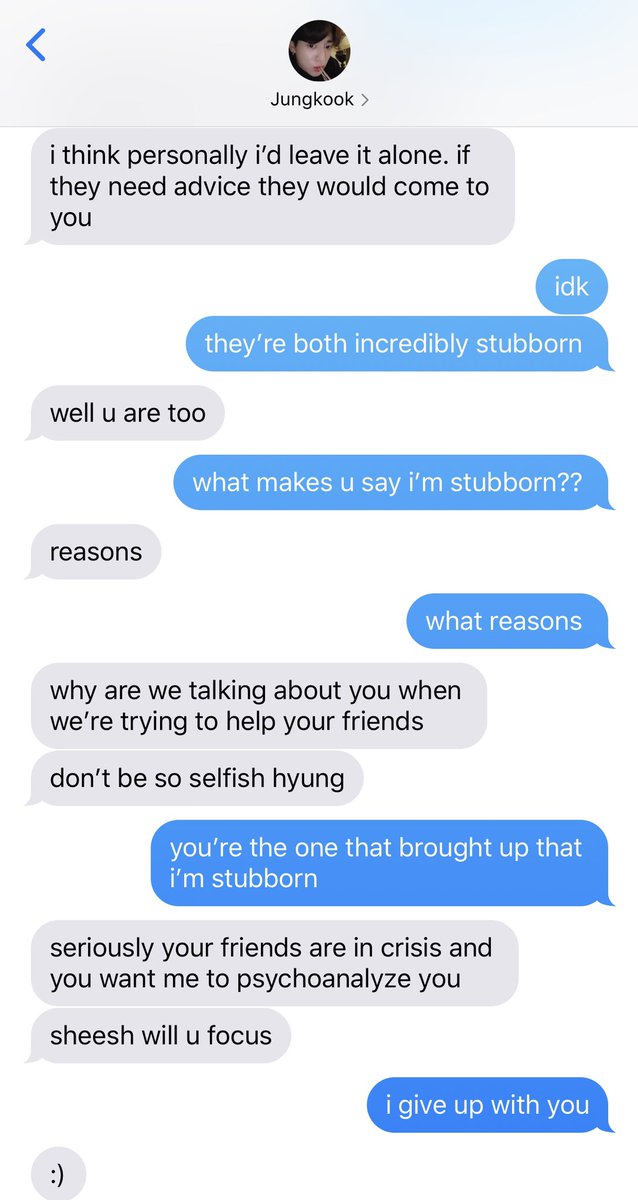 Jungkook
i think personally i’d leave it alone. if
they need advice they would come to
you
idk
they’re both incredibly stubborn
well u are too
what makes u say i’m stubborn??
reasons
what reasons
why are we talking about you when
we’re trying to help your friends
don’t be so selfish hyung
you’re the one that brought up that
i’m stubborn
seriously your friends are in crisis and
you want me to psychoanalyze you
sheesh will u focus
i give up with you
:)